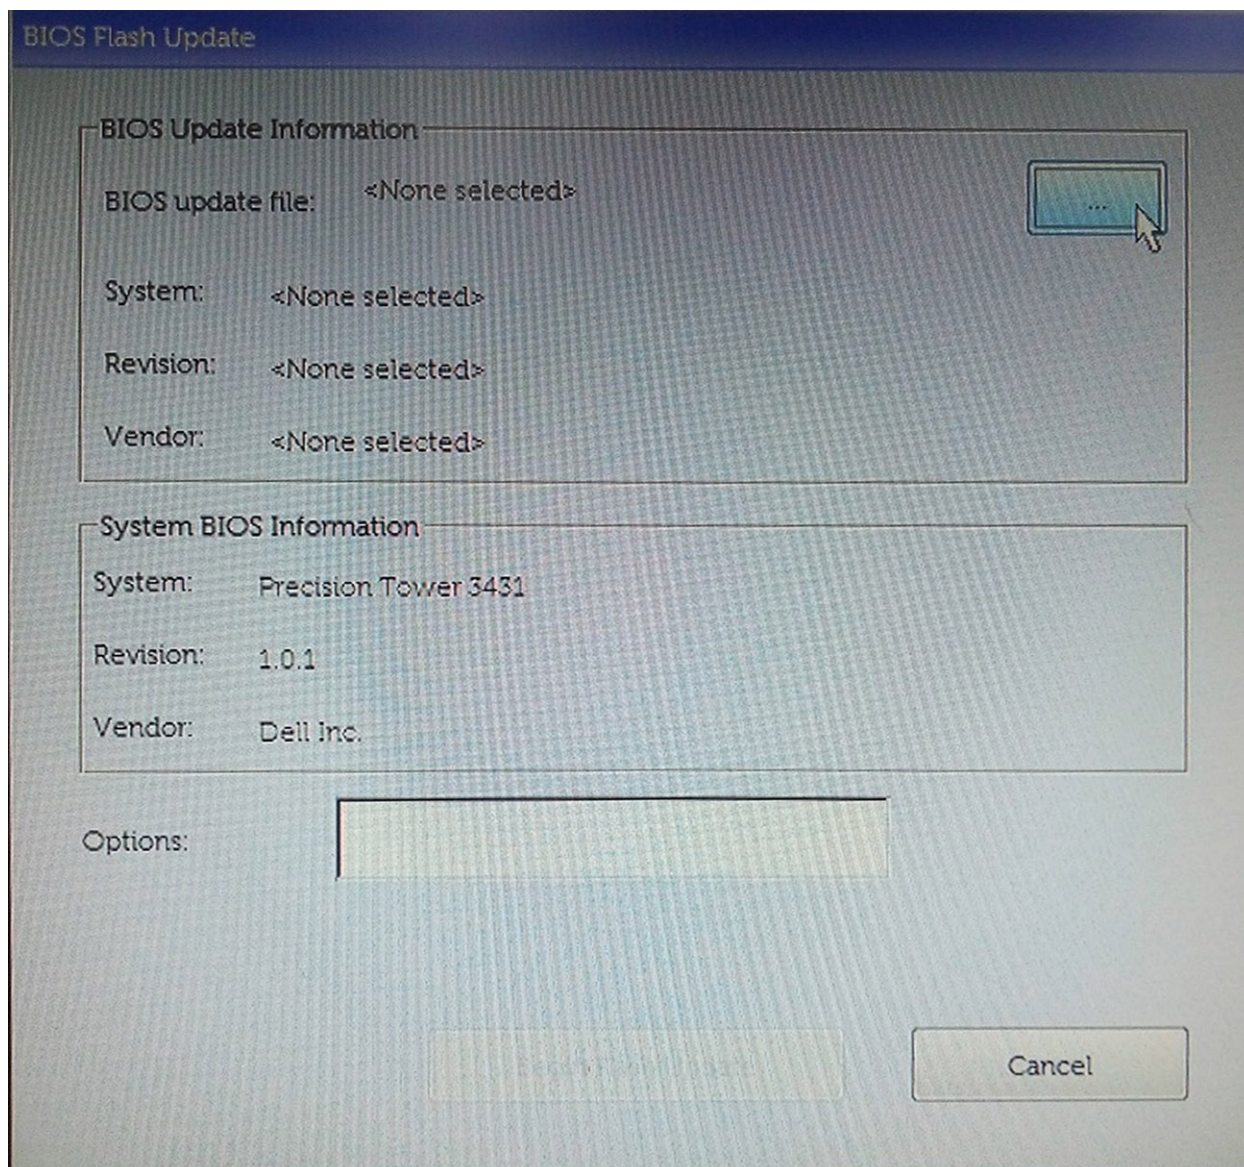 BIOS Flash Update
BIOS Update Information
BIOS update file: <None selected>
...
System: <None selected>
Revision: <None selected>
Vendor: <None selected>
System BIOS Information
System: Precision Tower 3431
Revision: 1.0.1
Vendor: Dell Inc.
Options:
Cancel